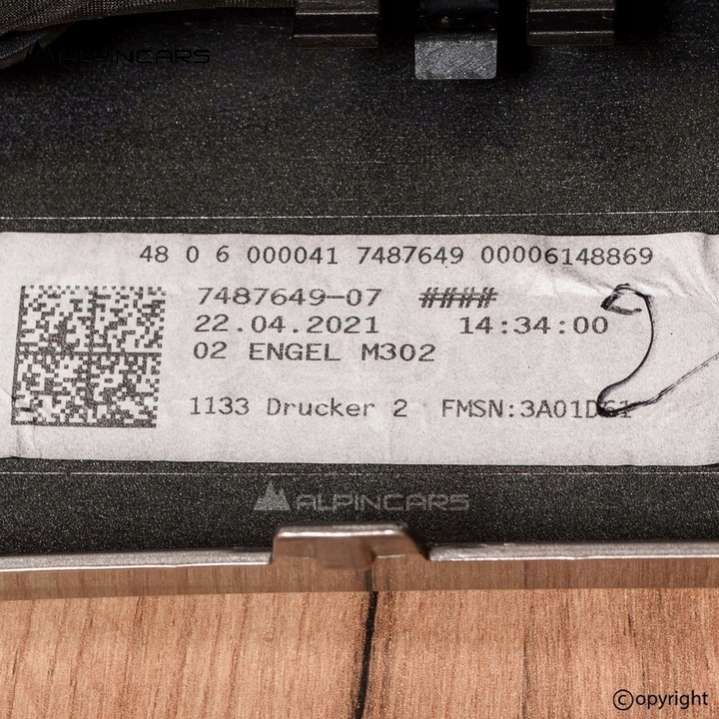 ALPINCARS
48 0 6 000041 7487649 00006148869
7487649-07 ####
22.04.2021 14:34:00
02 ENGEL M302
1133 Drucker 2 FMSN:3A01D61
ALPINCARS
©opyright